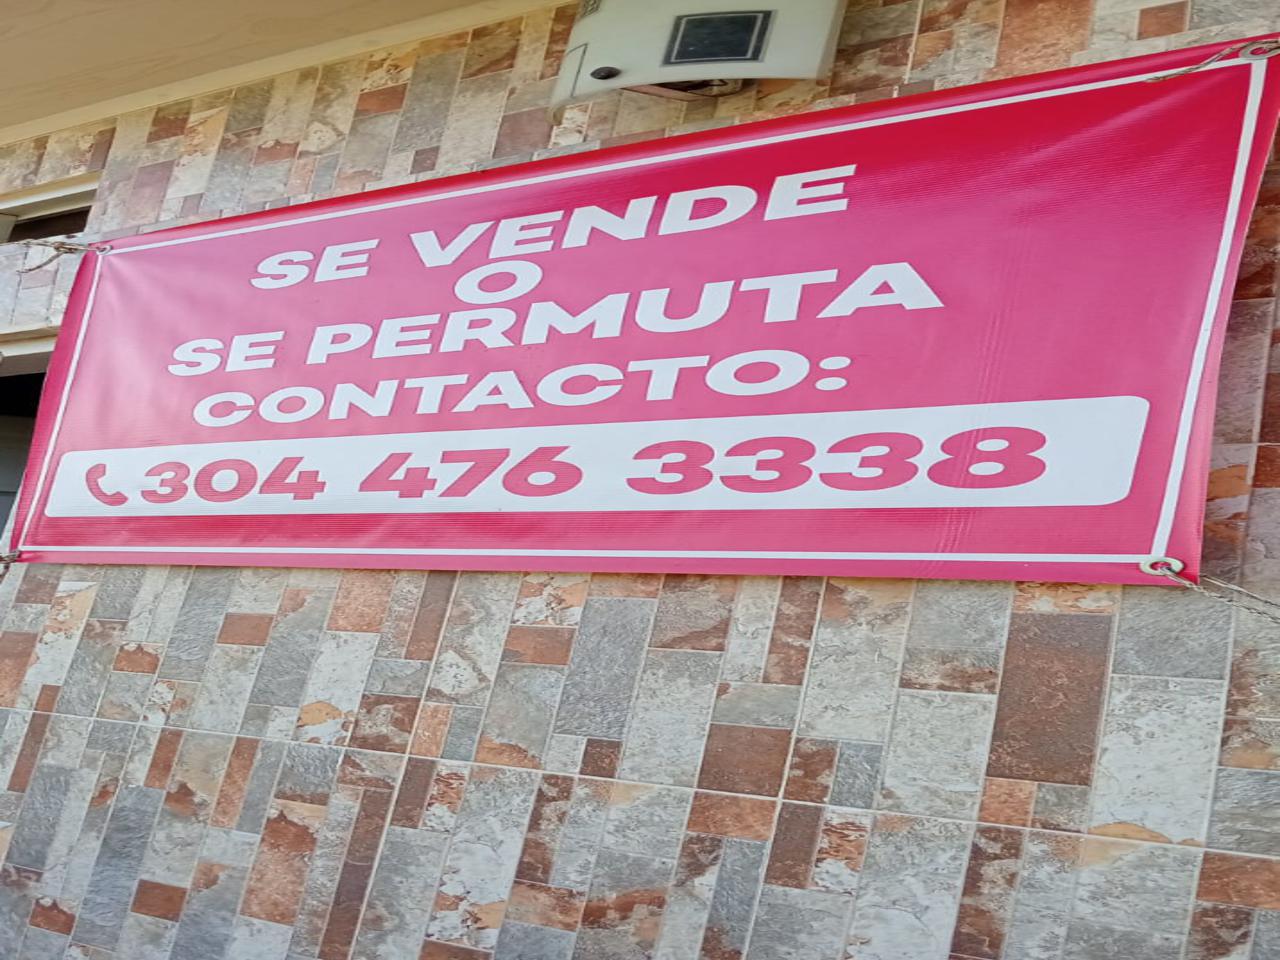 SE VENDE
O
SE PERMUTA
CONTACTO:
304 476 3338